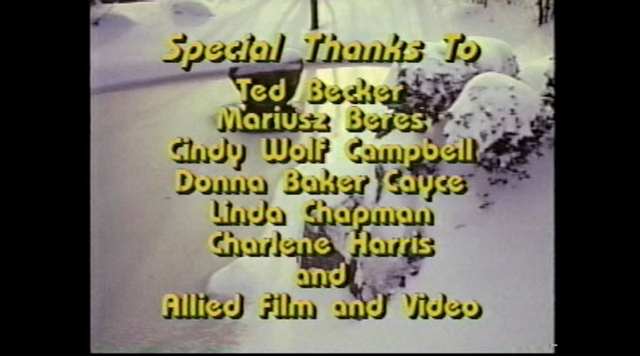 Special Thanks To
Ted Becker
Mariusz Beres
Cindy Wolf Campbell
Donna Baker Cayce
Linda Chapman
Charlene Harris
and
Allied Film and Video